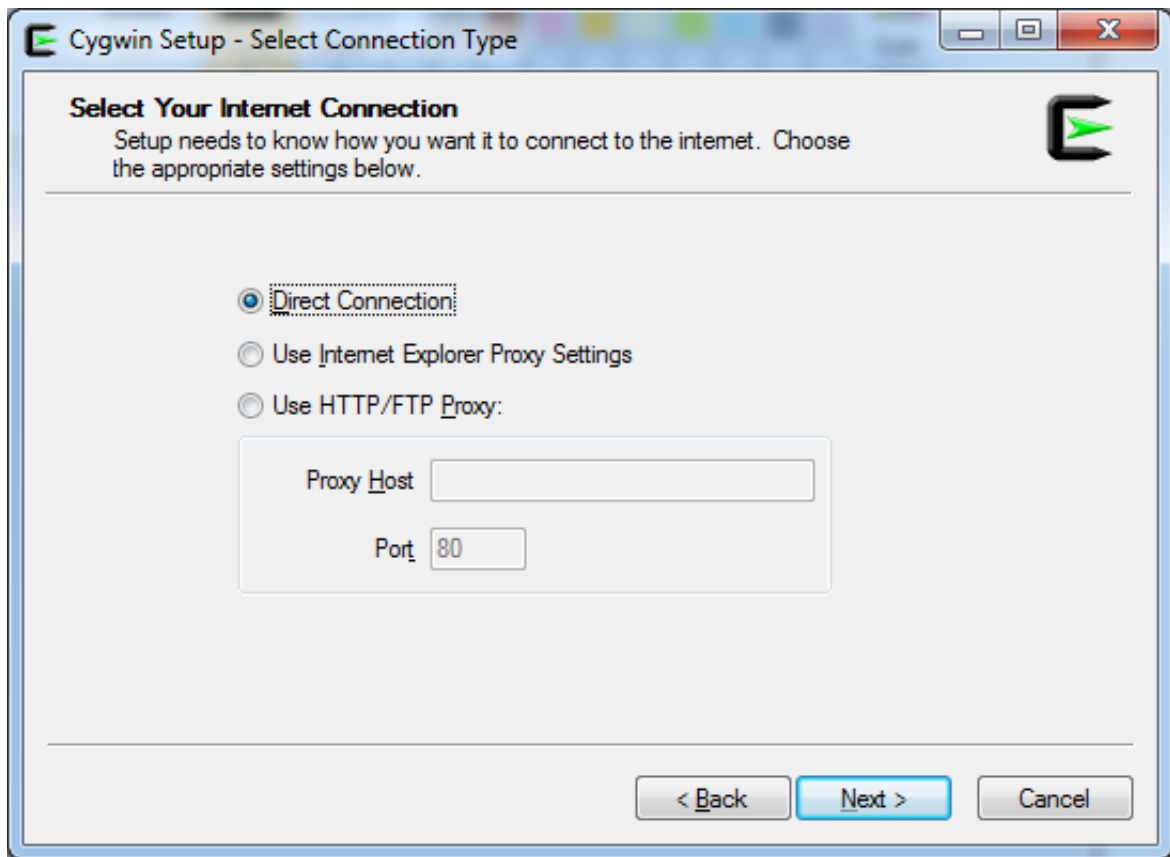 Cygwin Setup - Select Connection Type
Select Your Internet Connection
Setup needs to know how you want it to connect to the internet. Choose
the appropriate settings below.
Direct Connection
Use Internet Explorer Proxy Settings
Use HTTP/FTP Proxy:
Proxy Host
Port 80
< Back Next > Cancel